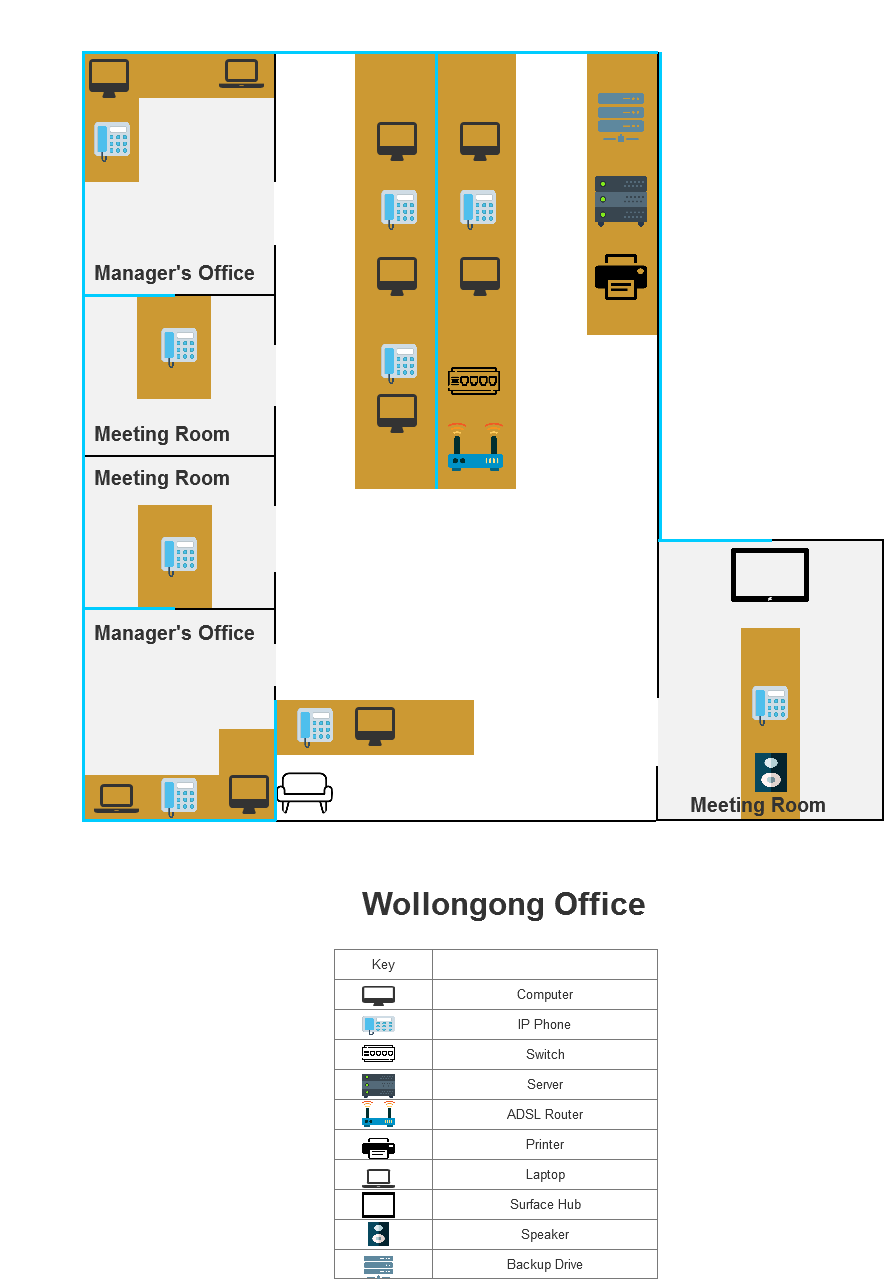 Manager's Office
Meeting Room
Meeting Room
Manager's Office
Meeting Room
Wollongong Office
Key
Computer
IP Phone
Switch
Server
ADSL Router
Printer
Laptop
Surface Hub
Speaker
Backup Drive